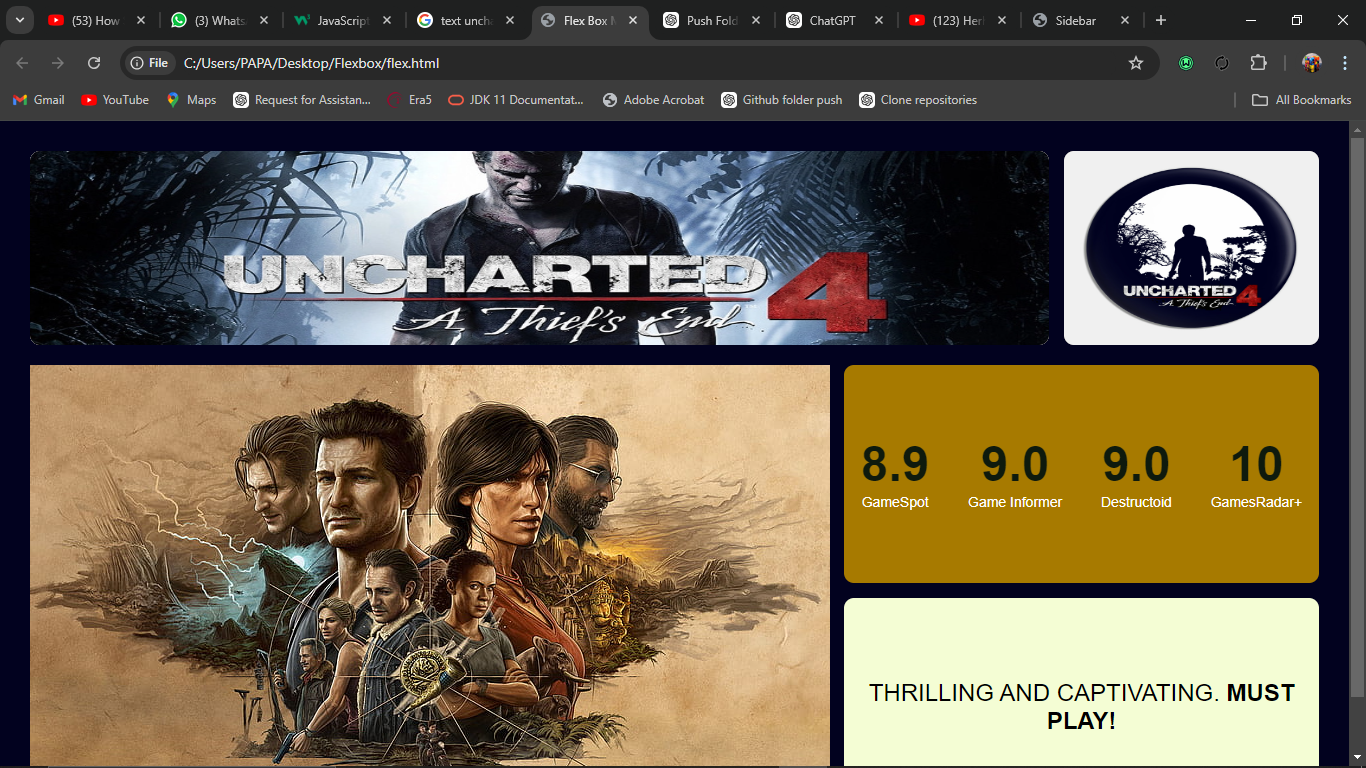 (53) How
(3) Whats
JavaScript
text uncha
Flex Box M
Push Fold
ChatGPT
(123) Her
Sidebar
File
C:/Users/PAPA/Desktop/Flexbox/flex.html
Gmail
YouTube
Maps
Request for Assistan...
Era5
JDK 11 Documentat...
Adobe Acrobat
Github folder push
Clone repositories
All Bookmarks
UNCHARTED 4
A Thief's End
UNCHARTED 4
A Thief's End
8.9 9.0 9.0 10
GameSpot Game Informer Destructoid GamesRadar+
THRILLING AND CAPTIVATING. MUST
PLAY!